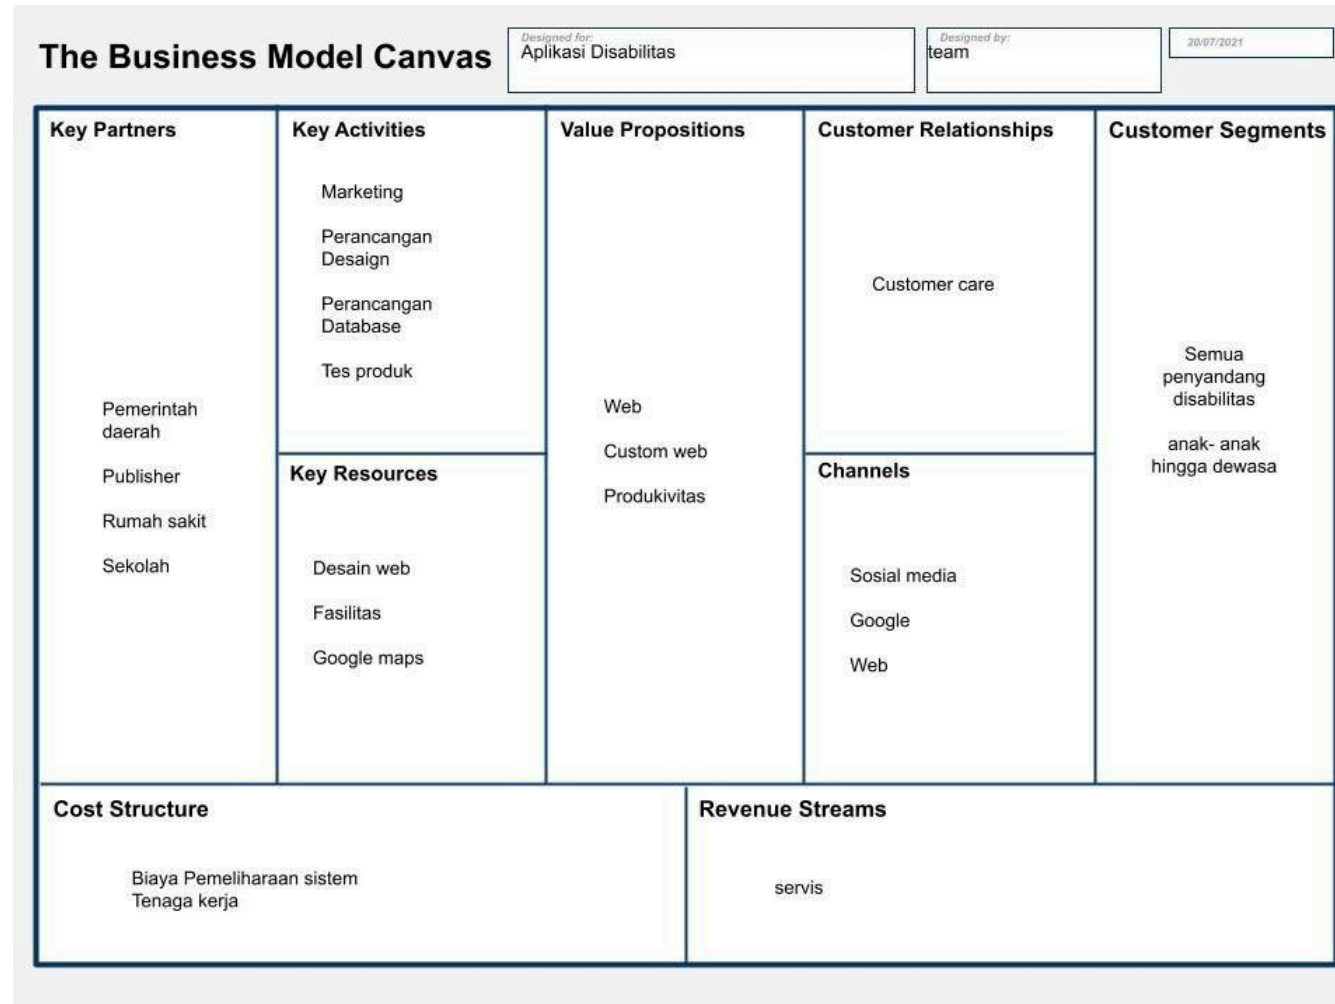 The Business Model Canvas
Designed for:
Aplikasi Disabilitas
Designed by:
team
20/07/2021
Key Partners
Pemerintah
daerah
Publisher
Rumah sakit
Sekolah
Key Activities
Marketing
Perancangan
Desaign
Perancangan
Database
Tes produk
Key Resources
Desain web
Fasilitas
Google maps
Value Propositions
Web
Custom web
Produkivitas
Customer Relationships
Customer care
Channels
Sosial media
Google
Web
Customer Segments
Semua
penyandang
disabilitas
anak- anak
hingga dewasa
Cost Structure
Biaya Pemeliharaan sistem
Tenaga kerja
Revenue Streams
servis